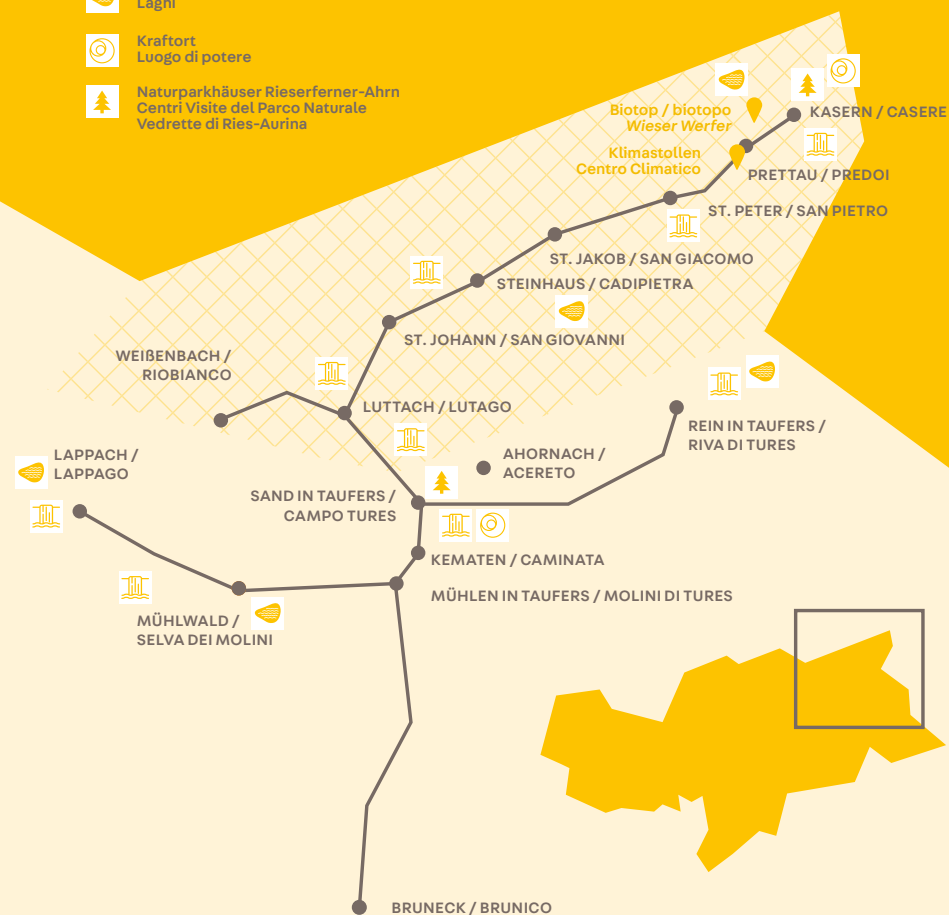 Laghi
Kraftort
Luogo di potere
Naturparkhäuser Rieserferner-Ahrn
Centri Visite del Parco Naturale
Vedrette di Ries-Aurina
Biotop / biotopo
Wieser Werfer
KASERN / CASERE
Klimastollen
Centro Climatico
PRETTAU / PREDOI
ST. PETER / SAN PIETRO
ST. JAKOB / SAN GIACOMO
STEINHAUS / CADIPIETRA
ST. JOHANN / SAN GIOVANNI
WEIßENBACH /
RIOBIANCO
LUTTACH / LUTAGO
REIN IN TAUFERS /
RIVA DI TURES
LAPPACH /
LAPPAGO
AHORNACH /
ACERETO
SAND IN TAUFERS /
CAMPO TURES
KEMATEN / CAMINATA
MÜHLEN IN TAUFERS / MOLINI DI TURES
MÜHLWALD /
SELVA DEI MOLINI
BRUNECK / BRUNICO